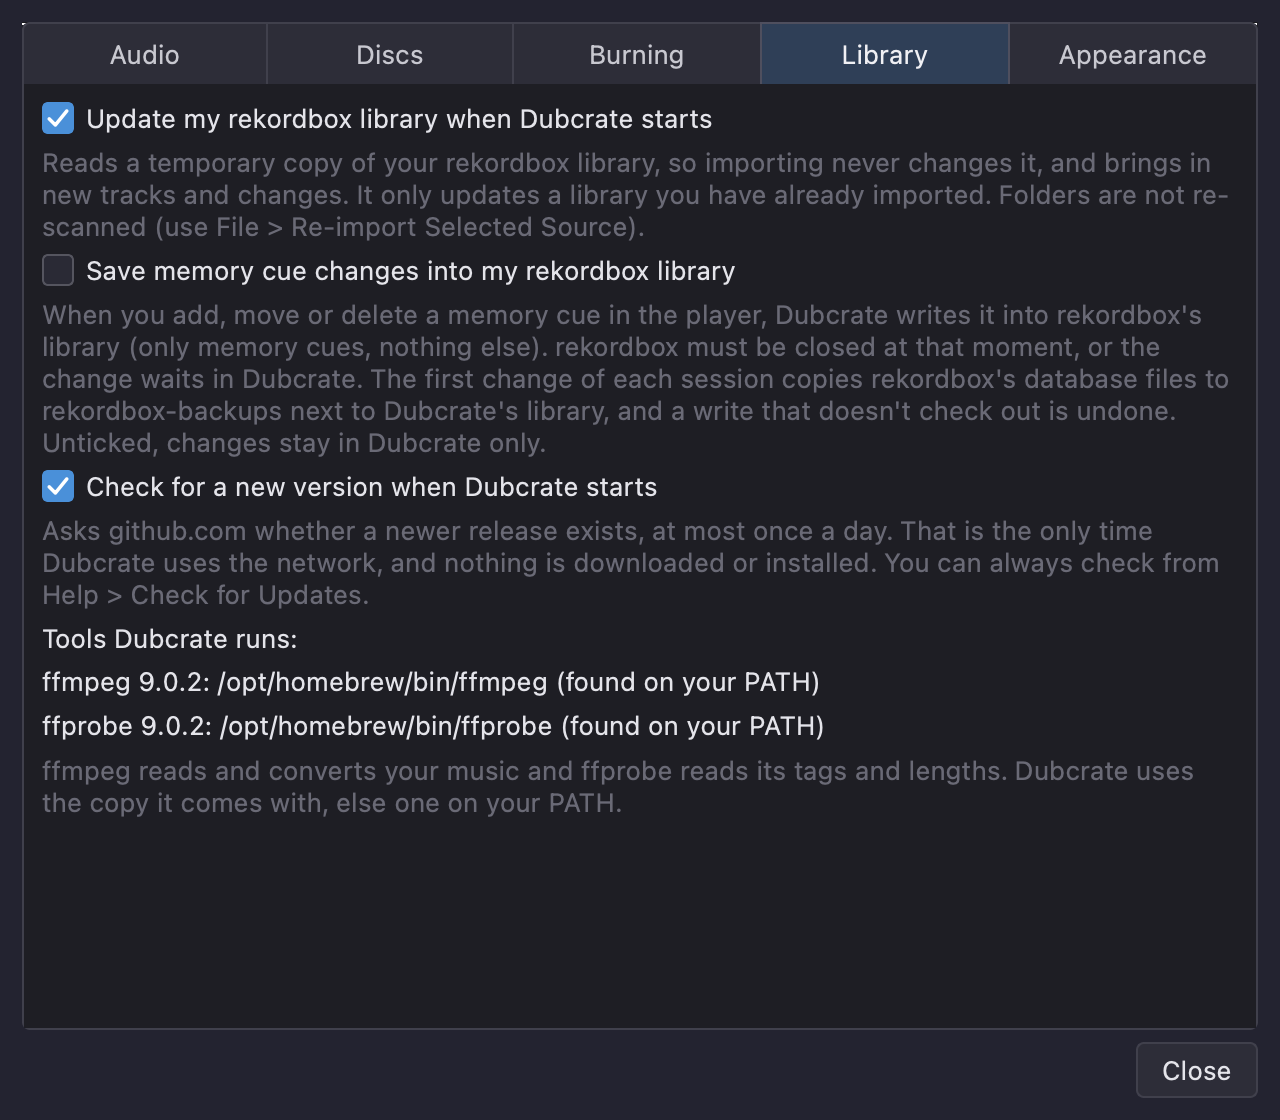 Audio
Discs
Burning
Library
Appearance
Update my rekordbox library when Dubcrate starts
Reads a temporary copy of your rekordbox library, so importing never changes it, and brings in
new tracks and changes. It only updates a library you have already imported. Folders are not re-
scanned (use File > Re-import Selected Source).
Save memory cue changes into my rekordbox library
When you add, move or delete a memory cue in the player, Dubcrate writes it into rekordbox's
library (only memory cues, nothing else). rekordbox must be closed at that moment, or the
change waits in Dubcrate. The first change of each session copies rekordbox's database files to
rekordbox-backups next to Dubcrate's library, and a write that doesn't check out is undone.
Unticked, changes stay in Dubcrate only.
Check for a new version when Dubcrate starts
Asks github.com whether a newer release exists, at most once a day. That is the only time
Dubcrate uses the network, and nothing is downloaded or installed. You can always check from
Help > Check for Updates.
Tools Dubcrate runs:
ffmpeg 9.0.2: /opt/homebrew/bin/ffmpeg (found on your PATH)
ffprobe 9.0.2: /opt/homebrew/bin/ffprobe (found on your PATH)
ffmpeg reads and converts your music and ffprobe reads its tags and lengths. Dubcrate uses
the copy it comes with, else one on your PATH.
Close